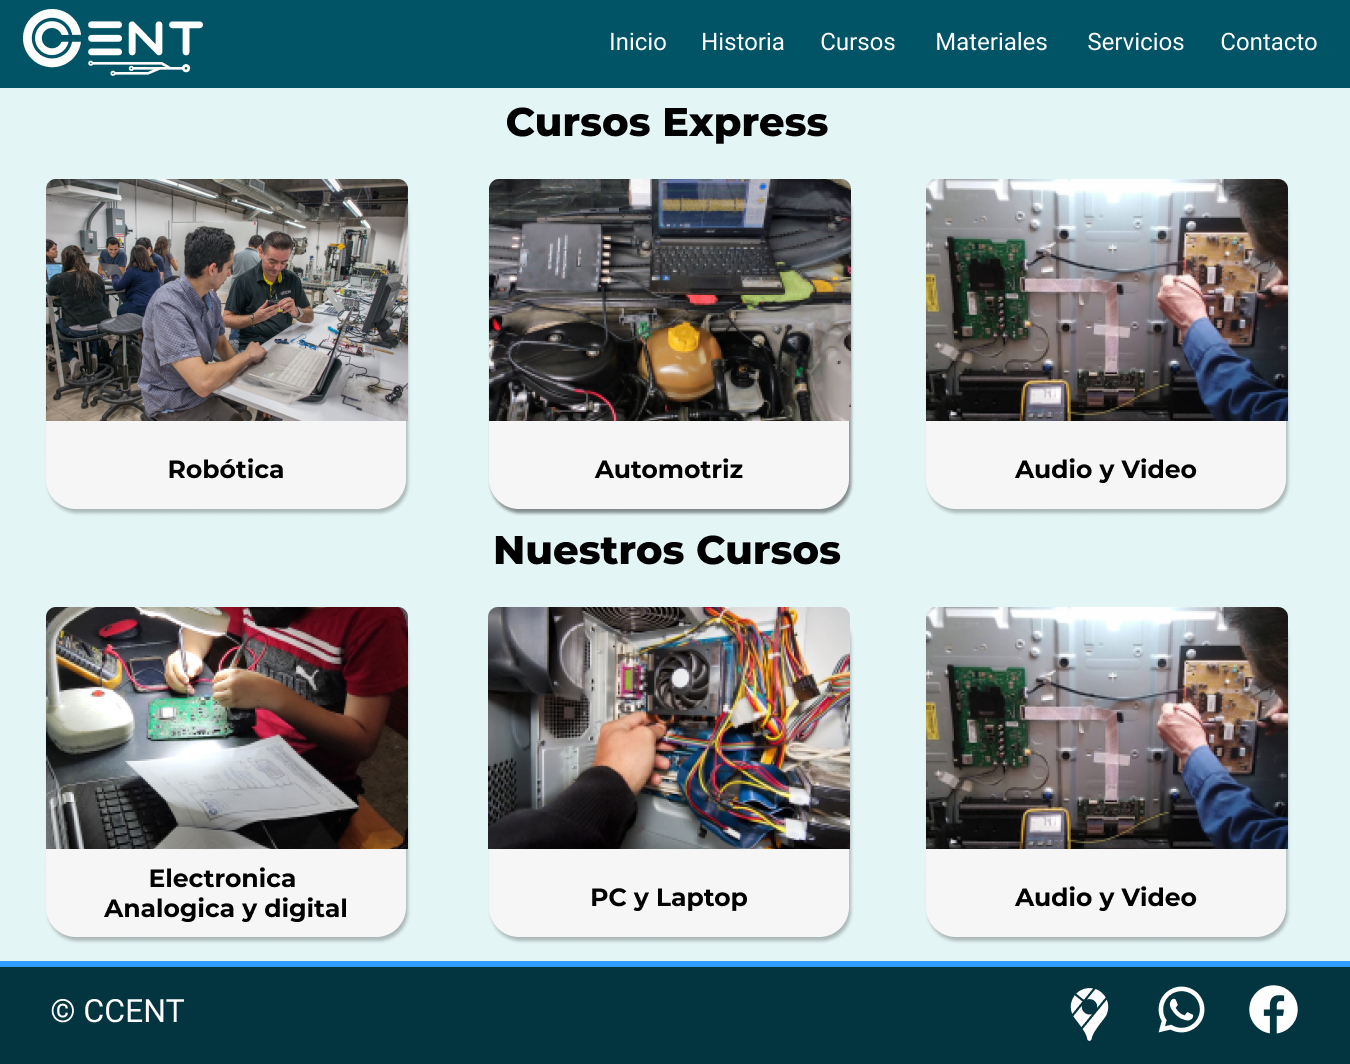 CCENT
Inicio Historia Cursos Materiales Servicios Contacto
Cursos Express
Robótica
Automotriz
Audio y Video
Nuestros Cursos
Electronica
Analogica y digital
PC y Laptop
Audio y Video
© CCENT